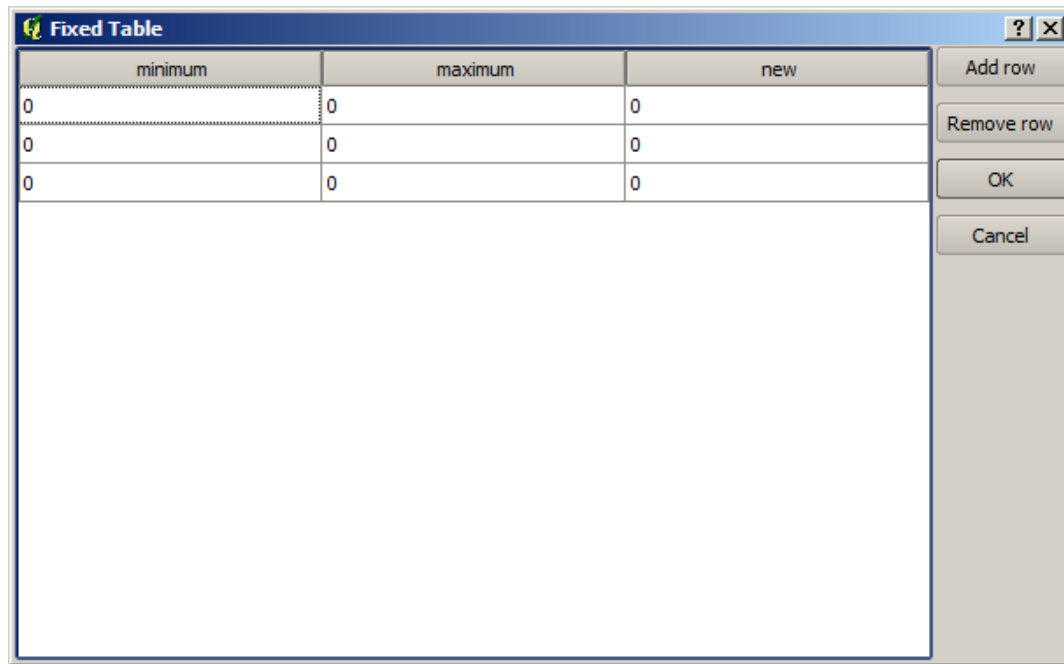 Fixed Table
minimum maximum new Add row
0 0 0
Remove row
0 0 0
0 0 0 OK
Cancel